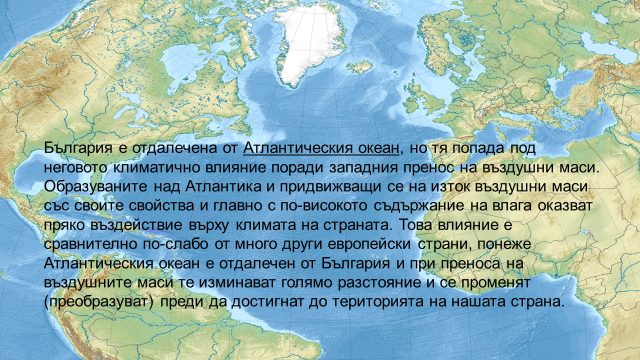 България е отдалечена от Атлантическия океан, но тя попада под
неговото климатично влияние поради западния пренос на въздушни маси.
Образуваните над Атлантика и придвижващи се на изток въздушни маси
със своите свойства и главно с по-високото съдържание на влага оказват
пряко въздействие върху климата на страната. Това влияние е
сравнително по-слабо от много други европейски страни, понеже
Атлантическия океан е отдалечен от България и при преноса на
въздушните маси те изминават голямо разстояние и се променят
(преобразуват) преди да достигнат до територията на нашата страна.